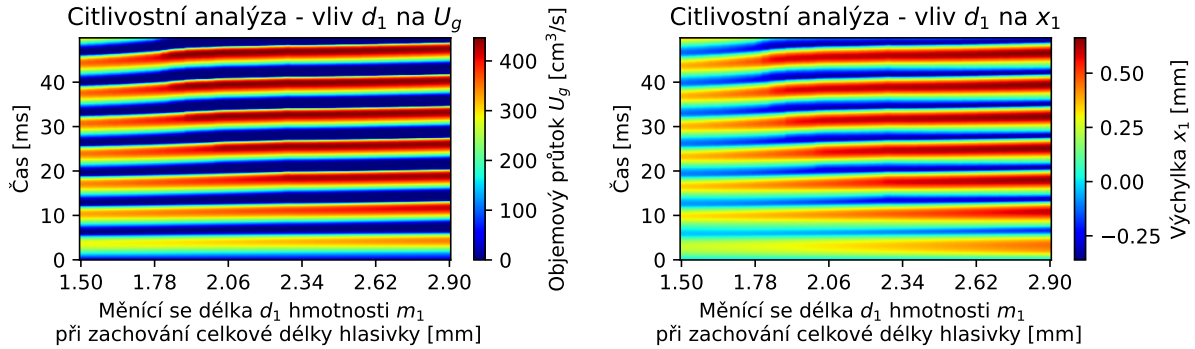 Citlivostní analýza - vliv d₁ na U_g
Čas [ms]
40
30
20
10
0
1.50 1.78 2.06 2.34 2.62 2.90
Měnící se délka d₁ hmotnosti m₁
při zachování celkové délky hlasivky [mm]
400
300
200
100
0
Objemový průtok U_g [cm³/s]
Citlivostní analýza - vliv d₁ na x₁
Čas [ms]
40
30
20
10
0
1.50 1.78 2.06 2.34 2.62 2.90
Měnící se délka d₁ hmotnosti m₁
při zachování celkové délky hlasivky [mm]
0.50
0.25
0.00
−0.25
Výchylka x₁ [mm]